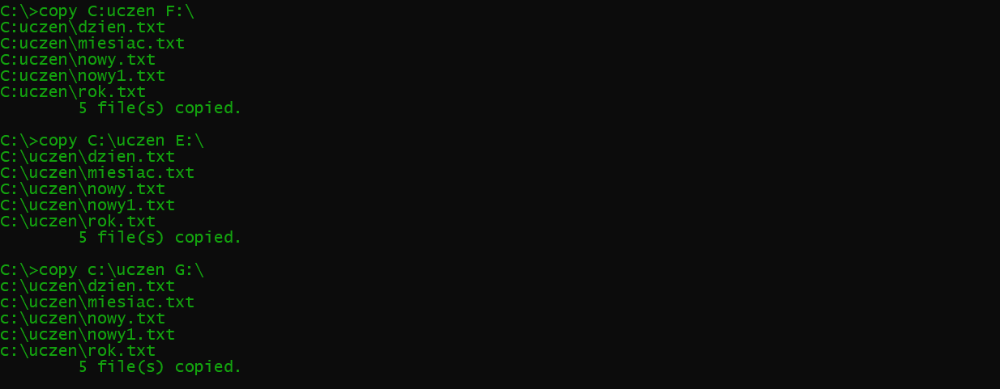 C:\>copy C:uczen F:\
C:uczen\dzien.txt
C:uczen\miesiac.txt
C:uczen\nowy.txt
C:uczen\nowy1.txt
C:uczen\rok.txt
        5 file(s) copied.

C:\>copy C:\uczen E:\
C:\uczen\dzien.txt
C:\uczen\miesiac.txt
C:\uczen\nowy.txt
C:\uczen\nowy1.txt
C:\uczen\rok.txt
        5 file(s) copied.

C:\>copy c:\uczen G:\
c:\uczen\dzien.txt
c:\uczen\miesiac.txt
c:\uczen\nowy.txt
c:\uczen\nowy1.txt
c:\uczen\rok.txt
        5 file(s) copied.